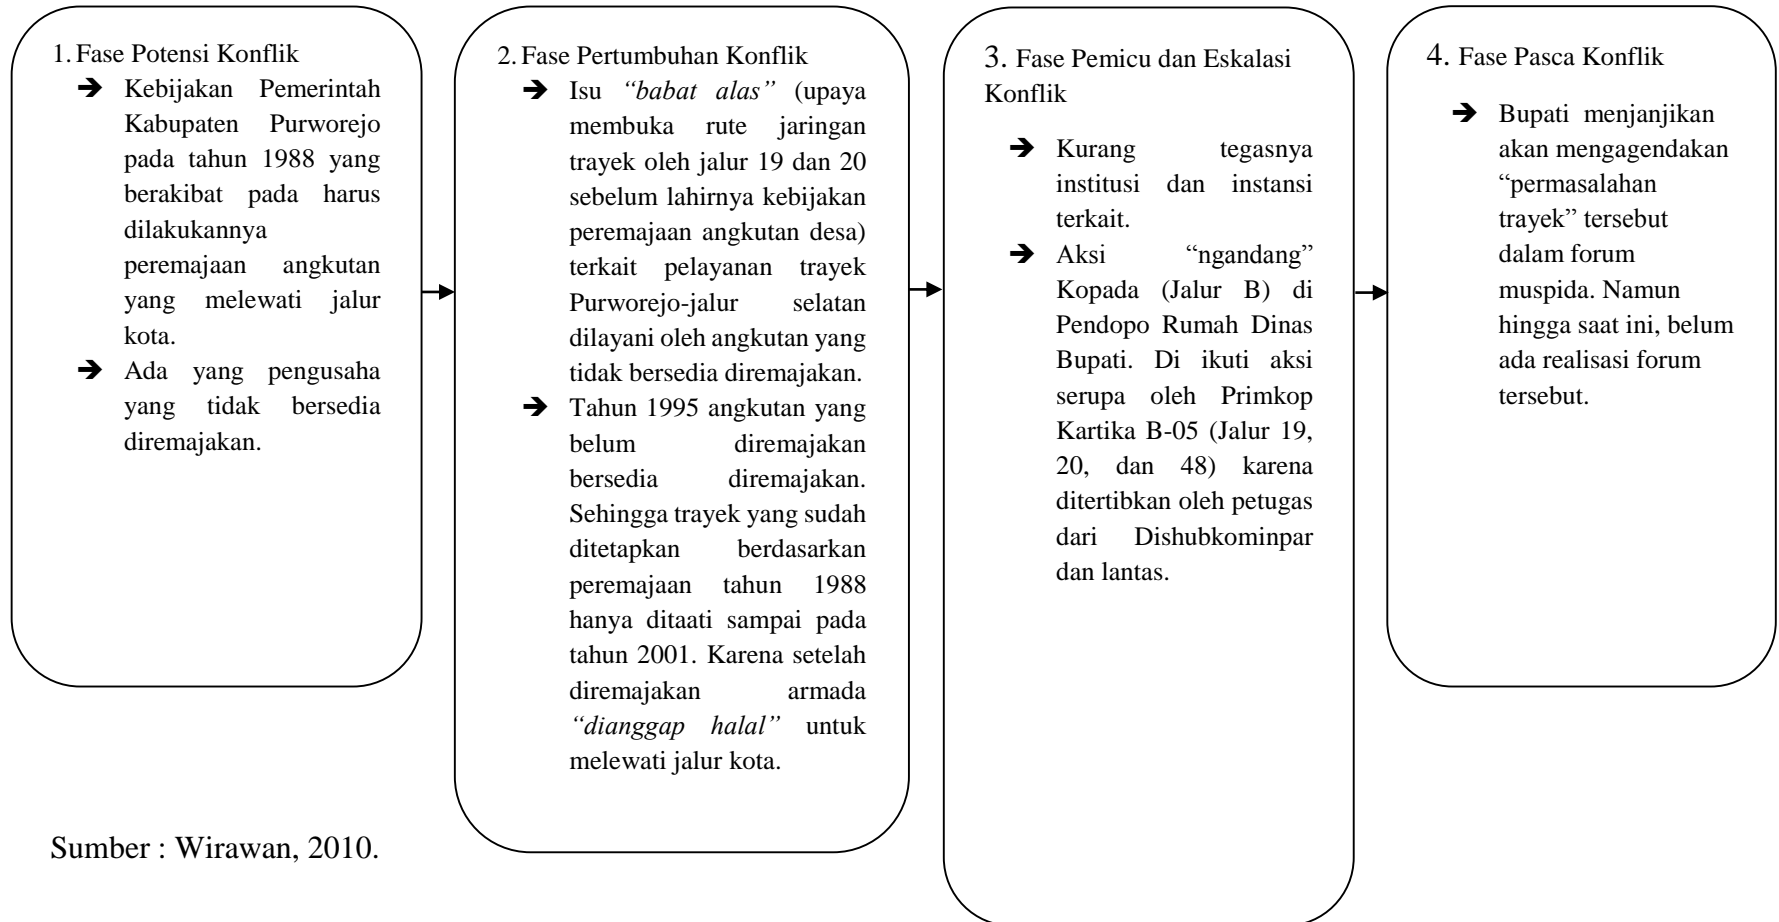 1. Fase Potensi Konflik
➔ Kebijakan Pemerintah
Kabupaten Purworejo
pada tahun 1988 yang
berakibat pada harus
dilakukannya
peremajaan angkutan
yang melewati jalur
kota.
➔ Ada yang pengusaha
yang tidak bersedia
diremajakan.
2. Fase Pertumbuhan Konflik
➔ Isu “babat alas” (upaya
membuka rute jaringan
trayek oleh jalur 19 dan 20
sebelum lahirnya kebijakan
peremajaan angkutan desa)
terkait pelayanan trayek
Purworejo-jalur selatan
dilayani oleh angkutan yang
tidak bersedia diremajakan.
➔ Tahun 1995 angkutan yang
belum diremajakan
bersedia diremajakan.
Sehingga trayek yang sudah
ditetapkan berdasarkan
peremajaan tahun 1988
hanya ditaati sampai pada
tahun 2001. Karena setelah
diremajakan armada
“dianggap halal” untuk
melewati jalur kota.
3. Fase Pemicu dan Eskalasi
Konflik
➔ Kurang tegasnya
institusi dan instansi
terkait.
➔ Aksi “ngandang”
Kopada (Jalur B) di
Pendopo Rumah Dinas
Bupati. Di ikuti aksi
serupa oleh Primkop
Kartika B-05 (Jalur 19,
20, dan 48) karena
ditertibkan oleh petugas
dari Dishubkominpar
dan lantas.
4. Fase Pasca Konflik
➔ Bupati menjanjikan
akan mengagendakan
“permasalahan
trayek” tersebut
dalam forum
muspida. Namun
hingga saat ini, belum
ada realisasi forum
tersebut.
Sumber : Wirawan, 2010.